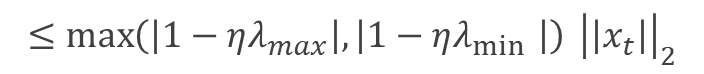 ≤ max(|1 − ηλ_max|, |1 − ηλ_min |) ||x_t||_2